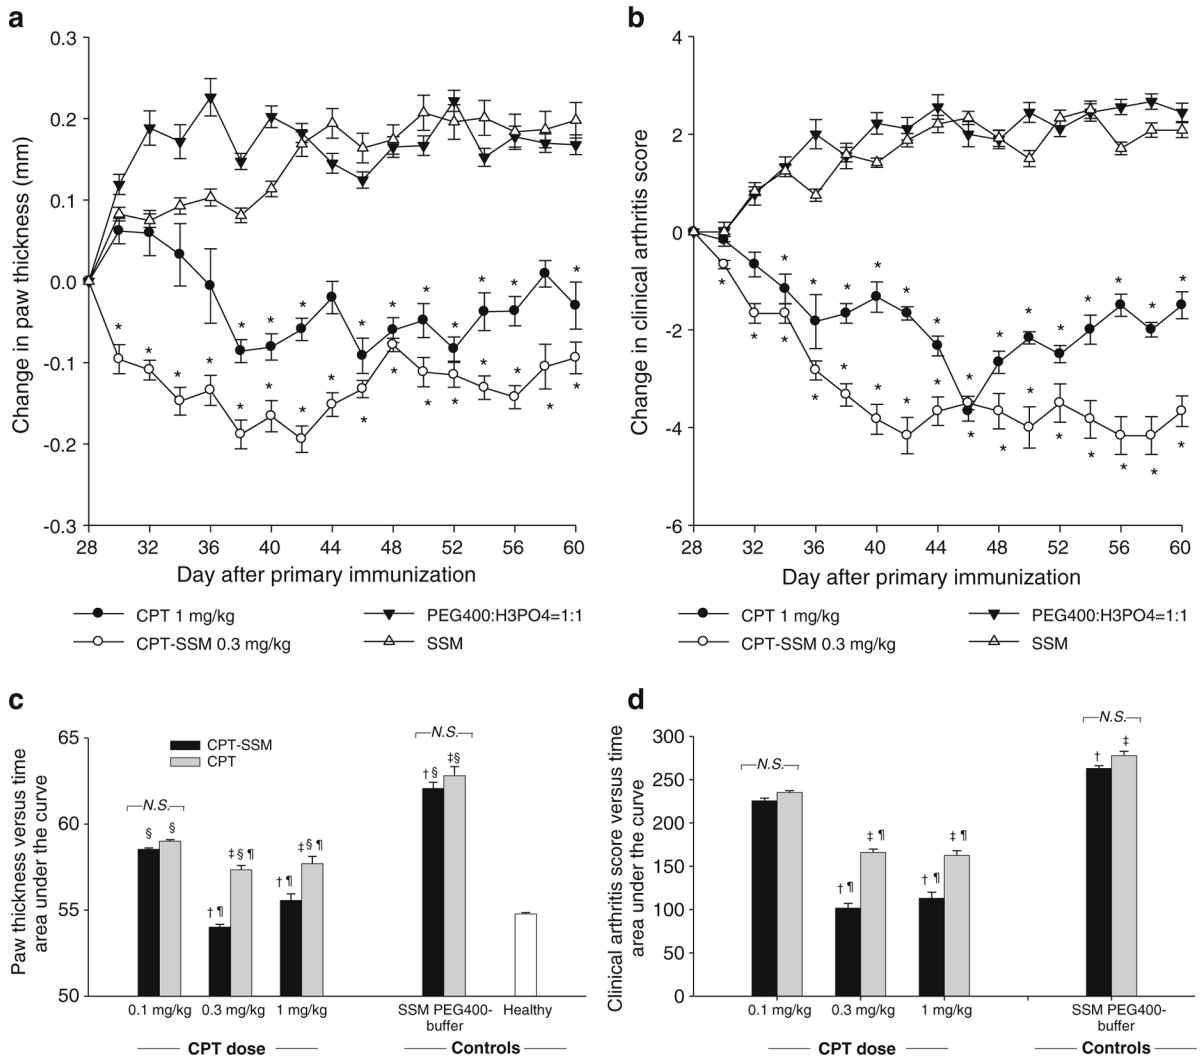 a
0.3
0.2
0.1
0.0
-0.1
-0.2
-0.3
Change in paw thickness (mm)
* * * * * * * * * * * * * * * * * * * * * * * * * *
28 32 36 40 44 48 52 56 60
Day after primary immunization
CPT 1 mg/kg
PEG400:H3PO4=1:1
CPT-SSM 0.3 mg/kg
SSM
b
4
2
0
-2
-4
-6
Change in clinical arthritis score
* * * * * * * * * * * * * * * * * * * * * * * * * * * * * *
28 32 36 40 44 48 52 56 60
Day after primary immunization
CPT 1 mg/kg
PEG400:H3PO4=1:1
CPT-SSM 0.3 mg/kg
SSM
c
65
60
55
50
Paw thickness versus time
area under the curve
CPT-SSM
CPT
N.S.
N.S.
§ §
† ¶
‡ § ¶
† ¶
‡ § ¶
† §
‡§
0.1 mg/kg 0.3 mg/kg 1 mg/kg
SSM PEG400-
buffer
Healthy
CPT dose
Controls
d
300
250
200
150
100
50
0
Clinical arthritis score versus time
area under the curve
N.S.
N.S.
† ¶
‡ ¶
† ¶
‡ ¶
†
‡
0.1 mg/kg 0.3 mg/kg 1 mg/kg
SSM PEG400-
buffer
CPT dose
Controls